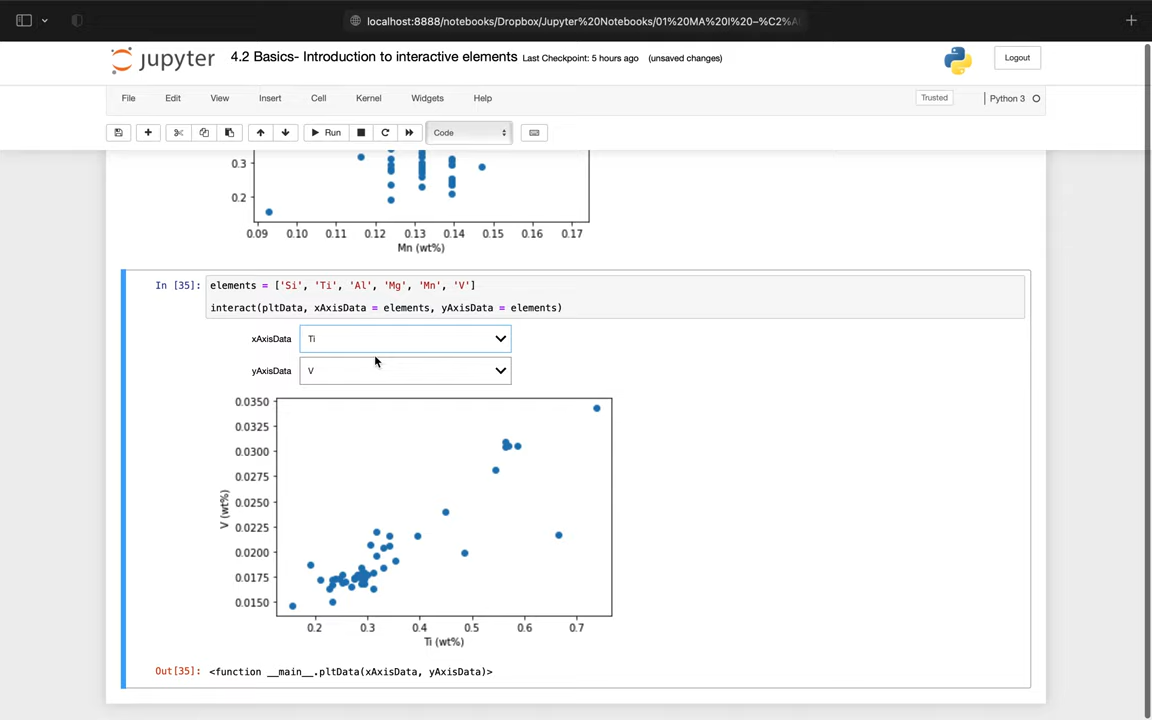 localhost:8888/notebooks/Dropbox/Jupyter%20Notebooks/01%20MA%20I%20–%C2%A
jupyter 4.2 Basics- Introduction to interactive elements Last Checkpoint: 5 hours ago (unsaved changes) Logout
File Edit View Insert Cell Kernel Widgets Help Trusted Python 3
Run Code
0.3
0.2
0.09 0.10 0.11 0.12 0.13 0.14 0.15 0.16 0.17
Mn (wt%)
In [35]: elements = ['Si', 'Ti', 'Al', 'Mg', 'Mn', 'V']
interact(pltData, xAxisData = elements, yAxisData = elements)
xAxisData Ti
yAxisData V
0.0350
0.0325
0.0300
0.0275
0.0250
0.0225
0.0200
0.0175
0.0150
V (wt%)
0.2 0.3 0.4 0.5 0.6 0.7
Ti (wt%)
Out[35]: <function __main__.pltData(xAxisData, yAxisData)>